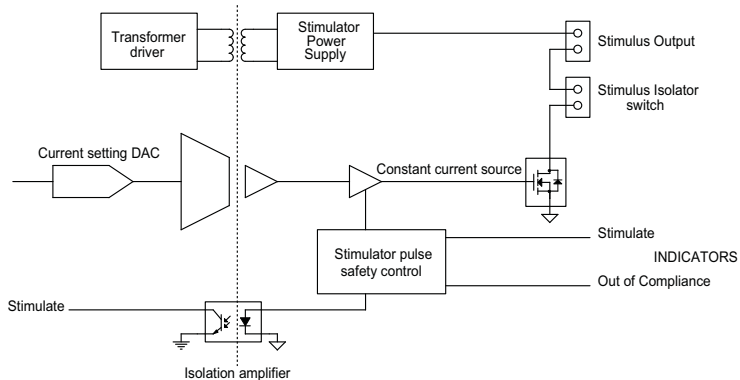 Transformer
driver
Stimulator
Power
Supply
Stimulus Output
Stimulus Isolator
switch
Current setting DAC
Constant current source
Stimulator pulse
safety control
Stimulate
INDICATORS
Out of Compliance
Stimulate
Isolation amplifier